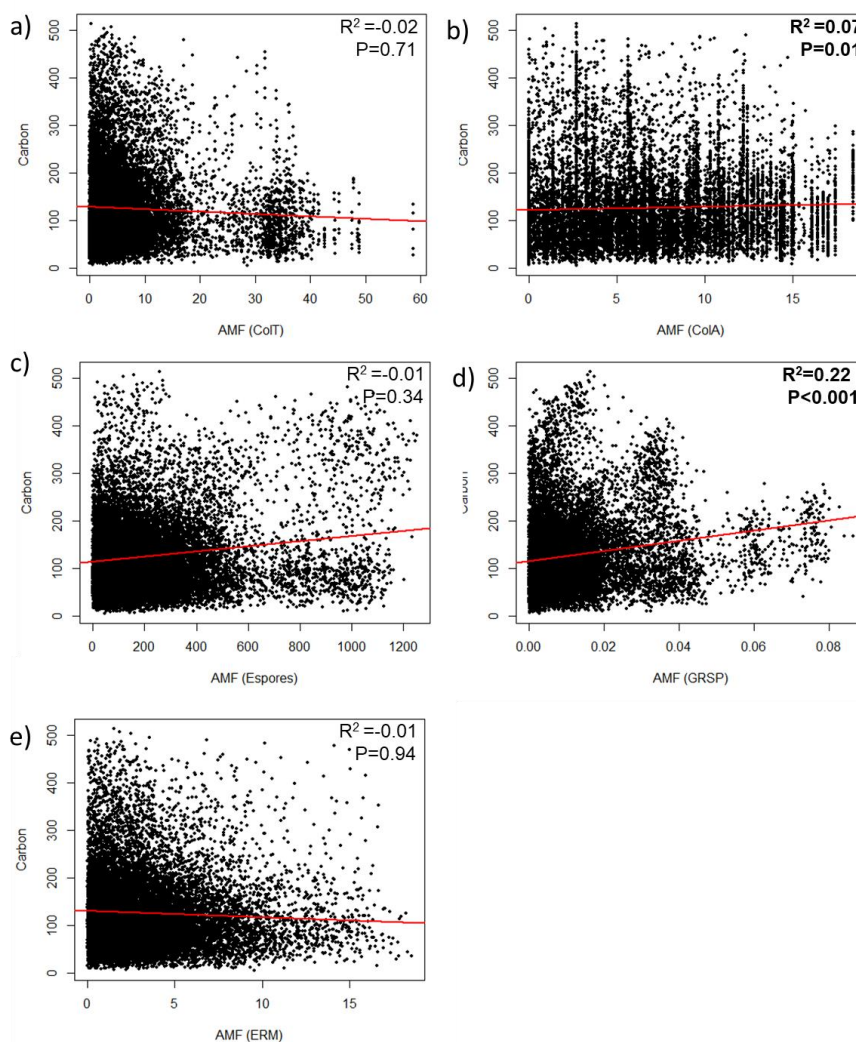 a)
R² =-0.02
P=0.71
Carbon
500
400
300
200
100
0
0 10 20 30 40 50 60
AMF (ColT)
b)
R² =0.07
P=0.01
Carbon
500
400
300
200
100
0
0 5 10 15
AMF (ColA)
c)
R² =-0.01
P=0.34
Carbon
500
400
300
200
100
0
0 200 400 600 800 1000 1200
AMF (Espores)
d)
R²=0.22
P<0.001
Carbon
500
400
300
200
100
0
0.00 0.02 0.04 0.06 0.08
AMF (GRSP)
e)
R² =-0.01
P=0.94
Carbon
500
400
300
200
100
0
0 5 10 15
AMF (ERM)